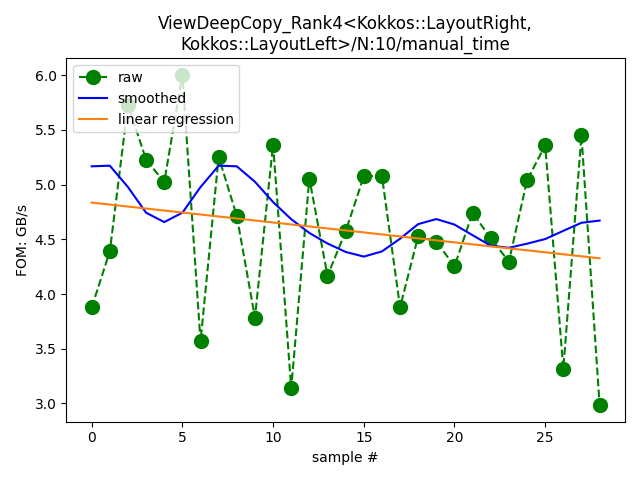 ViewDeepCopy_Rank4<Kokkos::LayoutRight,
Kokkos::LayoutLeft>/N:10/manual_time
raw
smoothed
linear regression
FOM: GB/s
6.0
5.5
5.0
4.5
4.0
3.5
3.0
0 5 10 15 20 25
sample #